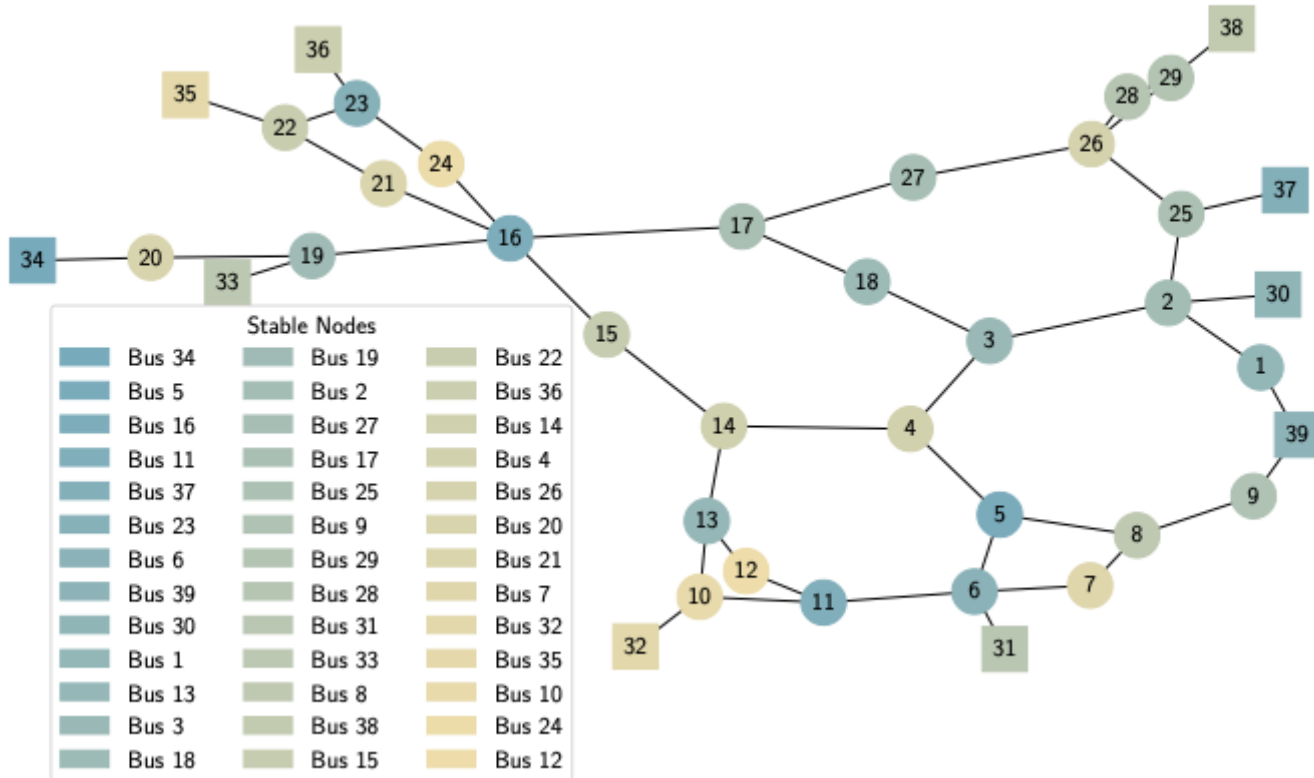 38
36
29
35
28
23
22
26
24
27
21
37
25
17
16
34
20
19
33
18
30
2
15
3
1
14
4
39
9
13
5
8
12
10
11
6
7
32
31
Stable Nodes
Bus 34 Bus 19 Bus 22
Bus 5 Bus 2 Bus 36
Bus 16 Bus 27 Bus 14
Bus 11 Bus 17 Bus 4
Bus 37 Bus 25 Bus 26
Bus 23 Bus 9 Bus 20
Bus 6 Bus 29 Bus 21
Bus 39 Bus 28 Bus 7
Bus 30 Bus 31 Bus 32
Bus 1 Bus 33 Bus 35
Bus 13 Bus 8 Bus 10
Bus 3 Bus 38 Bus 24
Bus 18 Bus 15 Bus 12